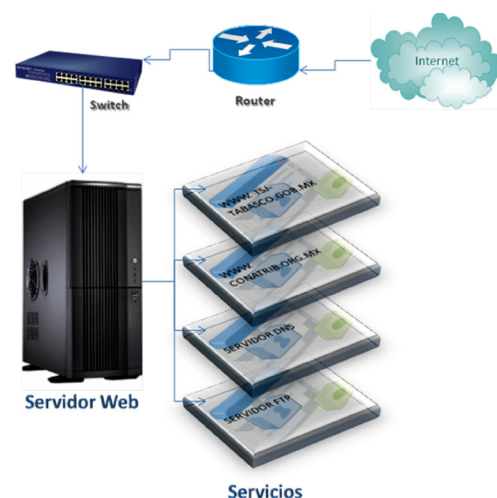 Internet
Router
Switch
WWW.TSJ-
TABASCO.GOB.MX
WWW.
CONATRIB.ORG.MX
SERVIDOR DNS
SERVIDOR FTP
Servidor Web
Servicios